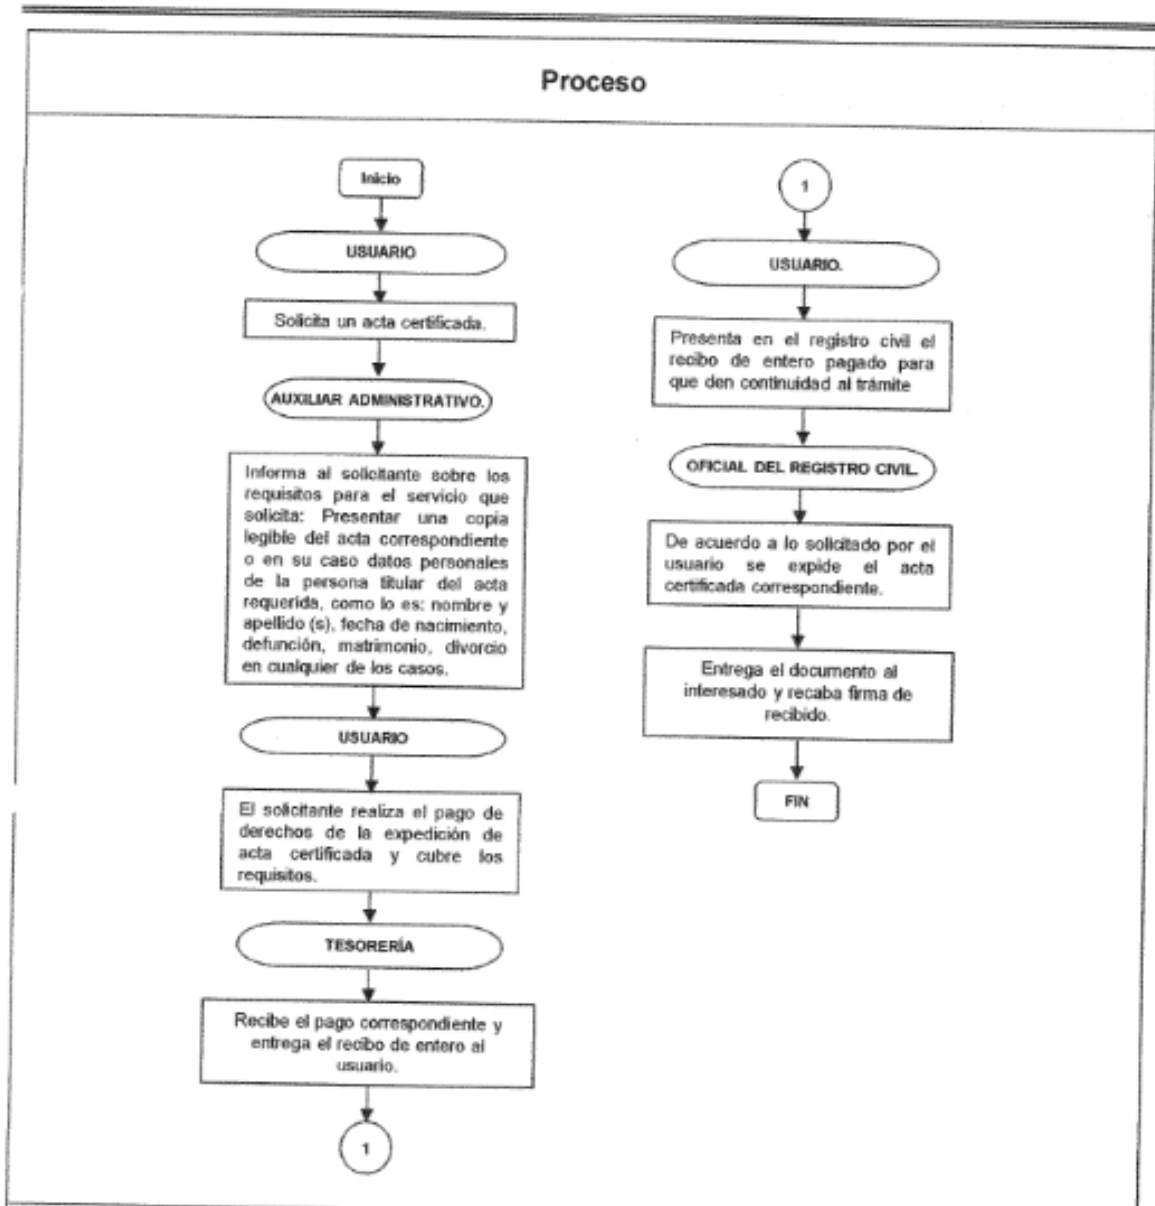 Proceso
Inicio
USUARIO
Solicita un acta certificada.
AUXILIAR ADMINISTRATIVO.
Informa al solicitante sobre los
requisitos para el servicio que
solicita: Presentar una copia
legible del acta correspondiente
o en su caso datos personales
de la persona titular del acta
requerida, como lo es: nombre y
apellido (s), fecha de nacimiento,
defunción, matrimonio, divorcio
en cualquier de los casos.
USUARIO
El solicitante realiza el pago de
derechos de la expedición de
acta certificada y cubre los
requisitos.
TESORERÍA
Recibe el pago correspondiente y
entrega el recibo de entero al
usuario.
1
1
USUARIO.
Presenta en el registro civil el
recibo de entero pagado para
que den continuidad al trámite
OFICIAL DEL REGISTRO CIVIL.
De acuerdo a lo solicitado por el
usuario se expide el acta
certificada correspondiente.
Entrega el documento al
interesado y recaba firma de
recibido.
FIN